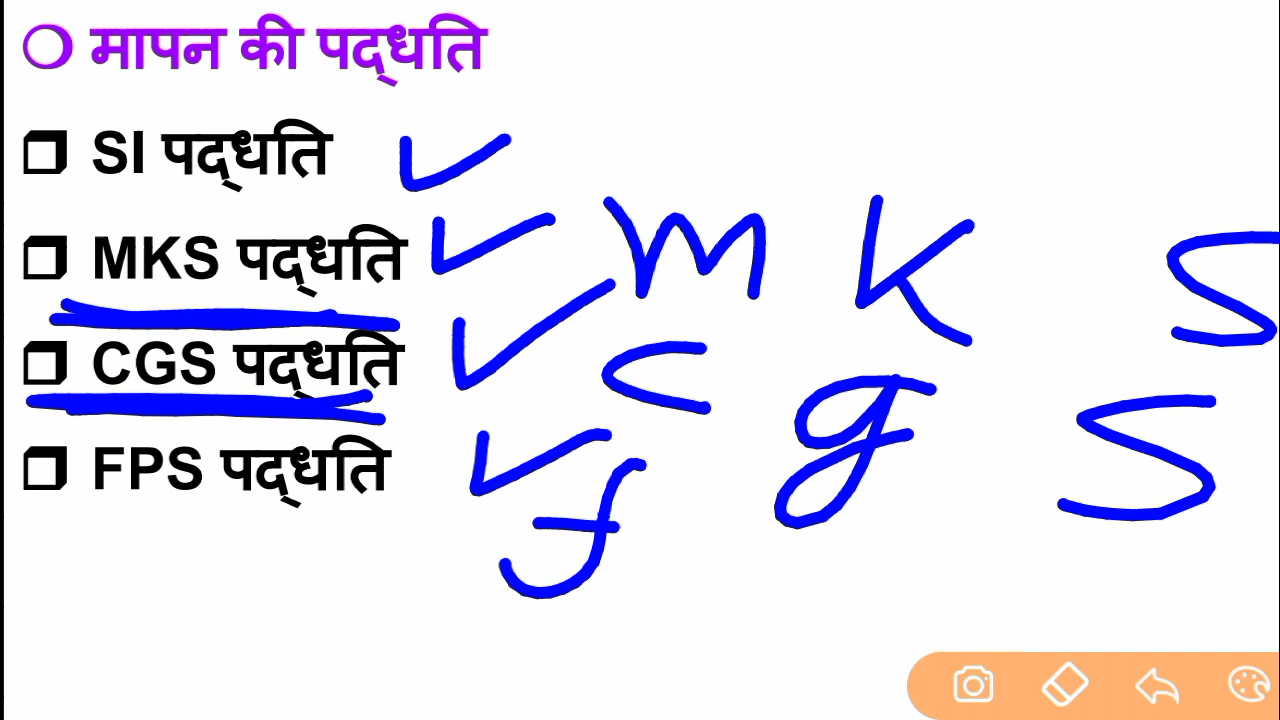 मापन की पद्धति
SI पद्धति
MKS पद्धति m k s
CGS पद्धति c g s
FPS पद्धति f